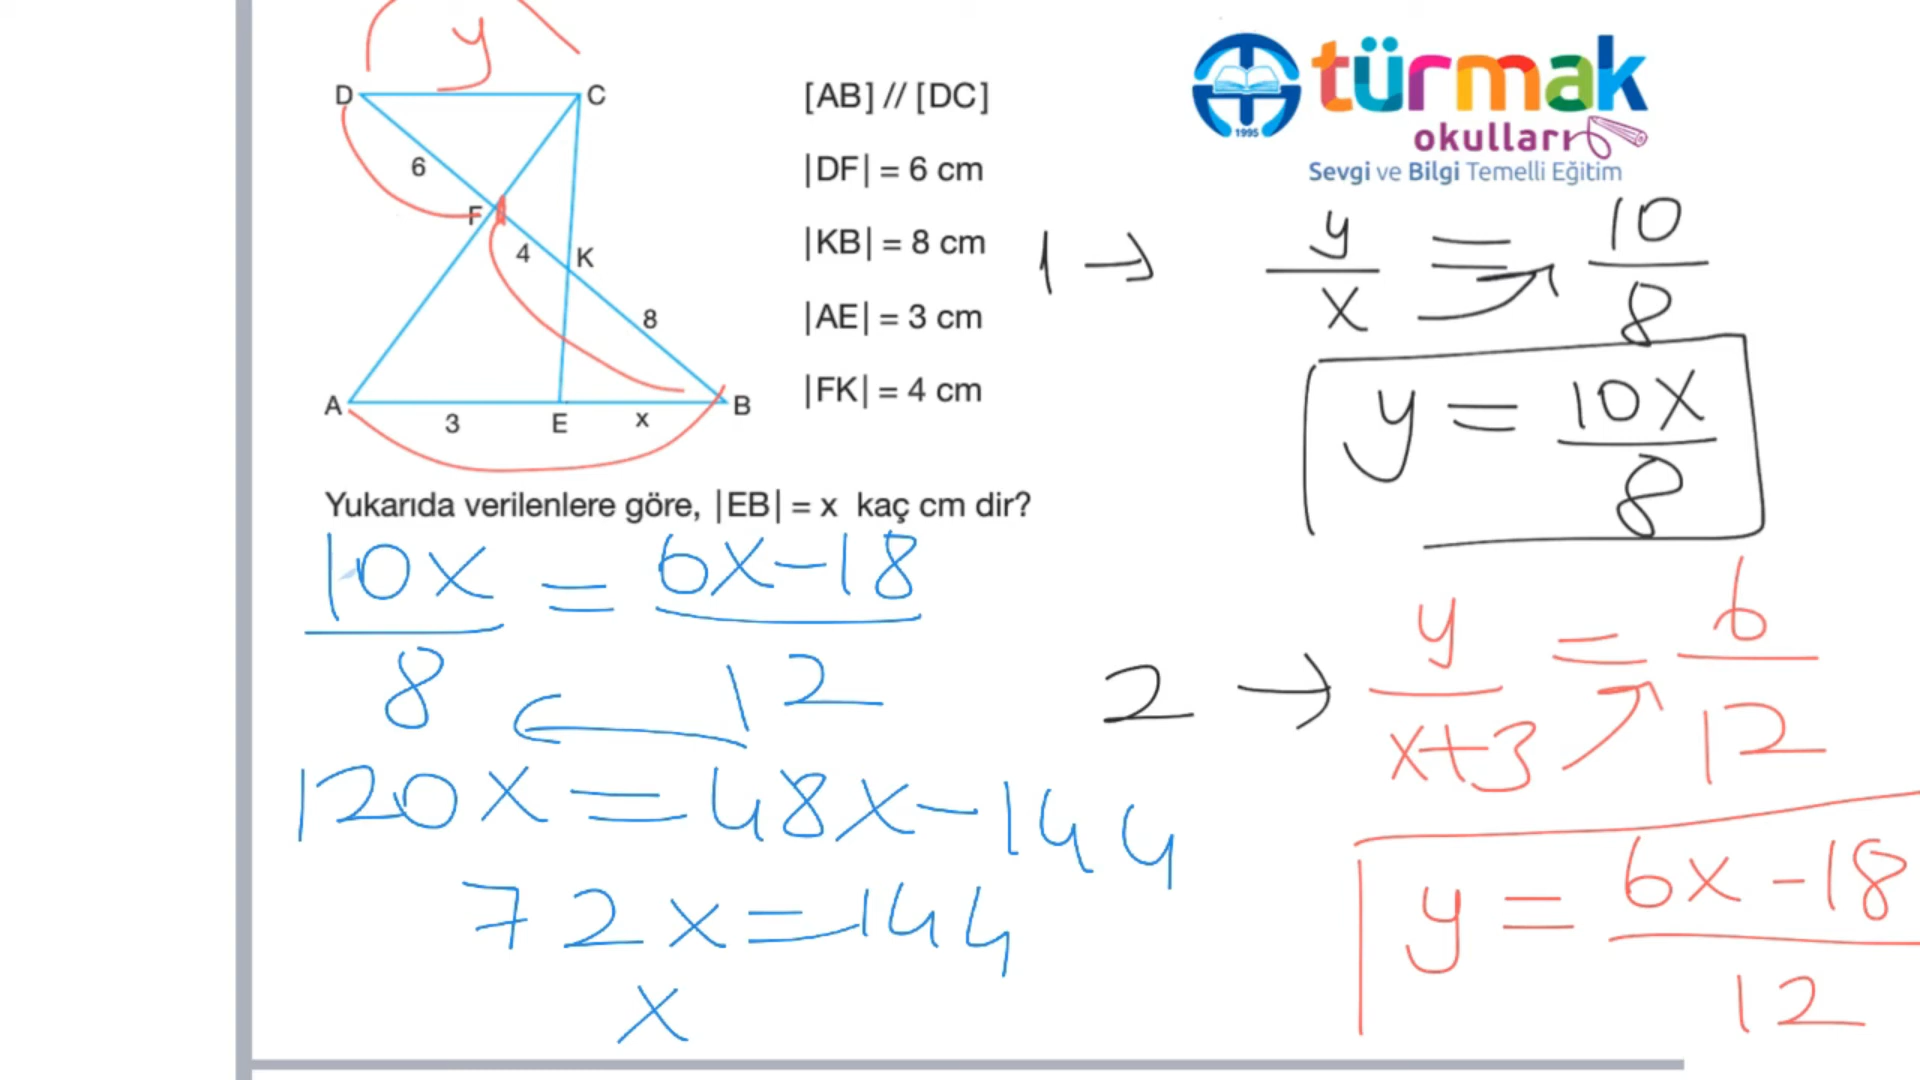 y
D C
6
F
4 K
8
A 3 E x B
[AB] // [DC]
|DF| = 6 cm
|KB| = 8 cm
|AE| = 3 cm
|FK| = 4 cm
Yukarıda verilenlere göre, |EB| = x kaç cm dir?
1995
türmak
okulları
Sevgi ve Bilgi Temelli Eğitim
1 → y/x = 10/8
y = 10x/8
2 → y/x+3 = 6/12
y = 6x-18/12
10x/8 = 6x-18/12
120x = 48x-144
72x = -144
x